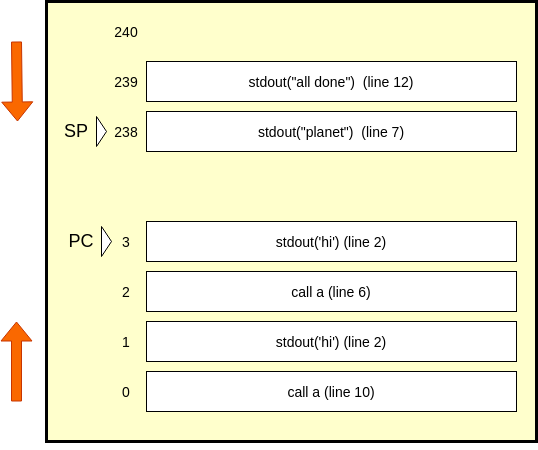 240
239 stdout("all done") (line 12)
SP 238 stdout("planet") (line 7)
PC 3 stdout('hi') (line 2)
2 call a (line 6)
1 stdout('hi') (line 2)
0 call a (line 10)